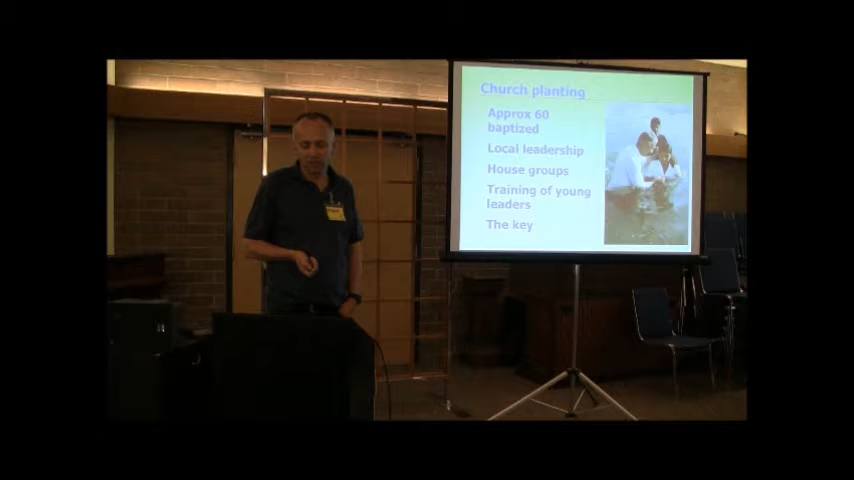 Church planting
Approx 60
baptized
Local leadership
House groups
Training of young
leaders
The key